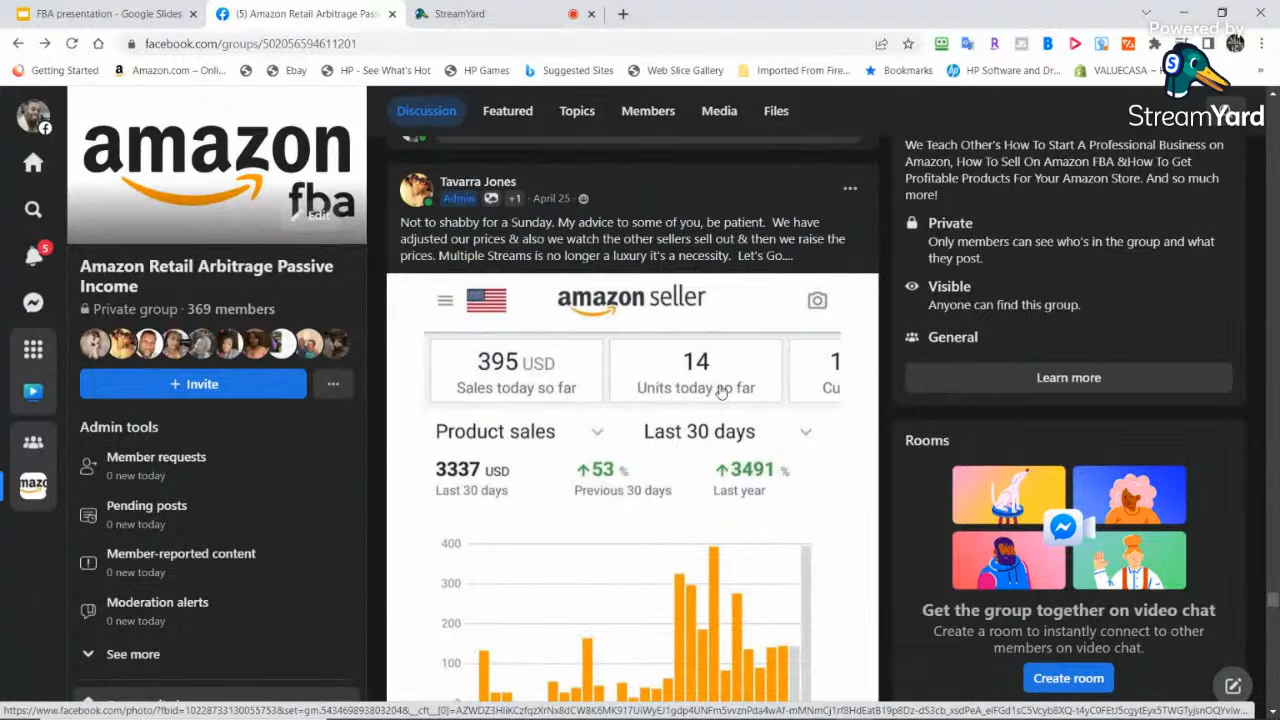 FBA presentation - Google Slides
(5) Amazon Retail Arbitrage Pass
StreamYard
Powered by
facebook.com/groups/502056594611201
Getting Started
Amazon.com – Onli...
Ebay
HP - See What's Hot
HP Games
Suggested Sites
Web Slice Gallery
Imported From Fire...
Bookmarks
HP Software and Dr...
StreamYard
amazon
fba
Edit
Amazon Retail Arbitrage Passive
Income
Private group · 369 members
+ Invite
Admin tools
Member requests
0 new today
Pending posts
0 new today
Member-reported content
0 new today
Moderation alerts
0 new today
See more
5
Discussion
Featured
Topics
Members
Media
Files
Tavarra Jones
Admin
+1 · April 25 ·
Not to shabby for a Sunday. My advice to some of you, be patient. We have
adjusted our prices & also we watch the other sellers sell out & then we raise the
prices. Multiple Streams is no longer a luxury it's a necessity. Let's Go....
amazon seller
395 USD
Sales today so far
14
Units today so far
1
Cu
Product sales
Last 30 days
3337 USD
Last 30 days
53 %
Previous 30 days
3491 %
Last year
400
300
200
100
We Teach Other's How To Start A Professional Business on
Amazon, How To Sell On Amazon FBA &How To Get
Profitable Products For Your Amazon Store. And so much
more!
Private
Only members can see who's in the group and what
they post.
Visible
Anyone can find this group.
General
Learn more
Rooms
Get the group together on video chat
Create a room to instantly connect to other
members on video chat.
Create room